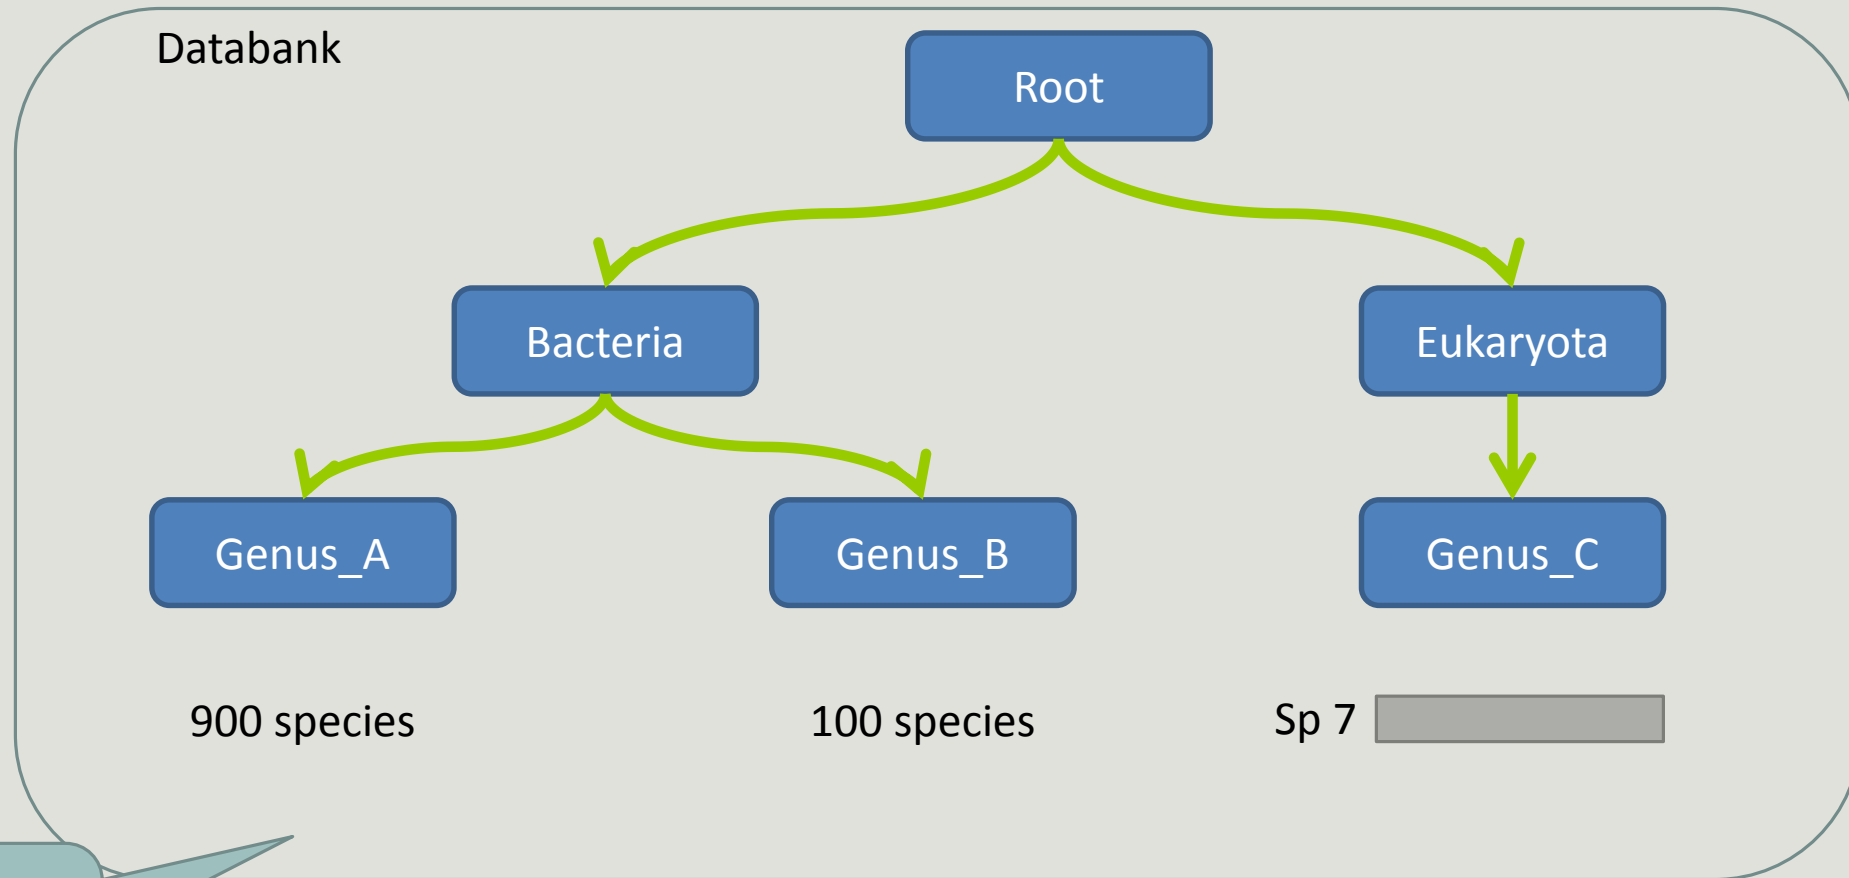 Databank
Root
Bacteria
Eukaryota
Genus_A
Genus_B
Genus_C
900 species
100 species
Sp 7